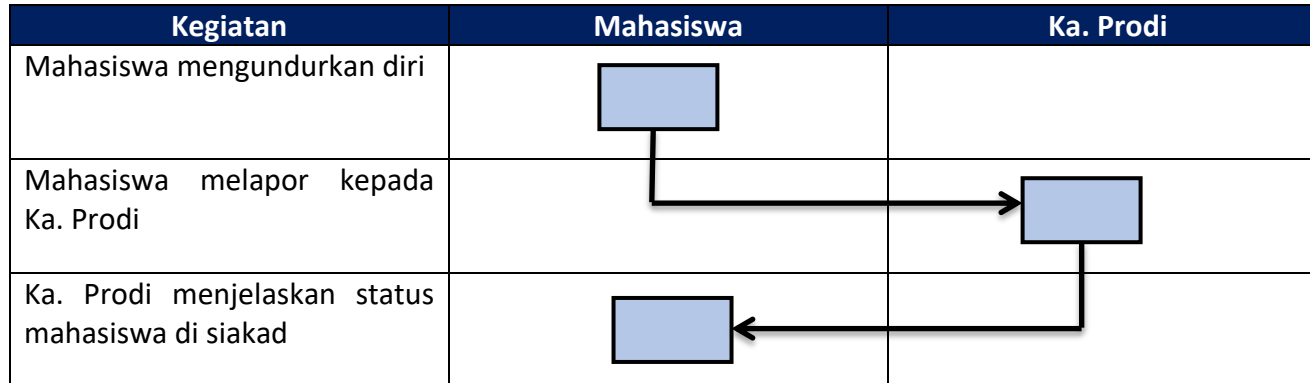 Kegiatan
Mahasiswa
Ka. Prodi
Mahasiswa mengundurkan diri
Mahasiswa melapor kepada
Ka. Prodi
Ka. Prodi menjelaskan status
mahasiswa di siakad